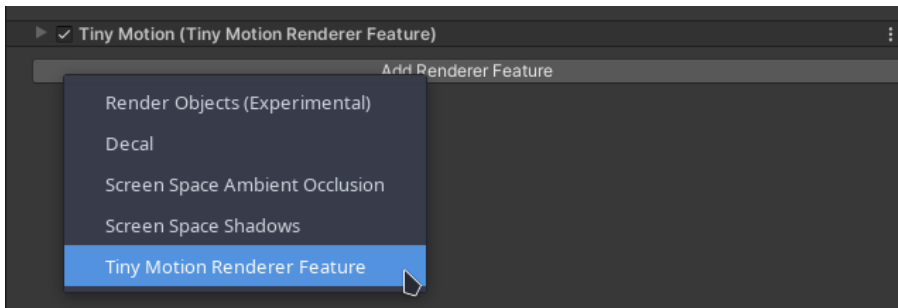 Tiny Motion (Tiny Motion Renderer Feature)
Add Renderer Feature
Render Objects (Experimental)
Decal
Screen Space Ambient Occlusion
Screen Space Shadows
Tiny Motion Renderer Feature